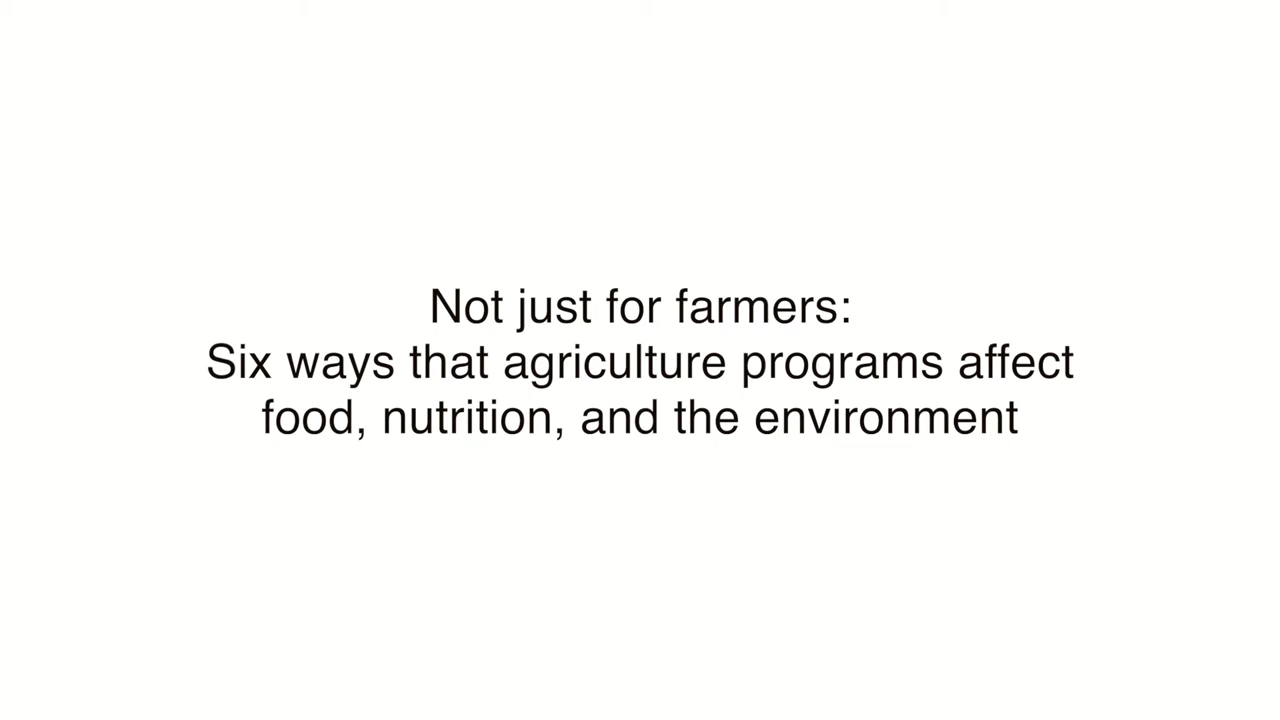 Not just for farmers:
Six ways that agriculture programs affect
food, nutrition, and the environment